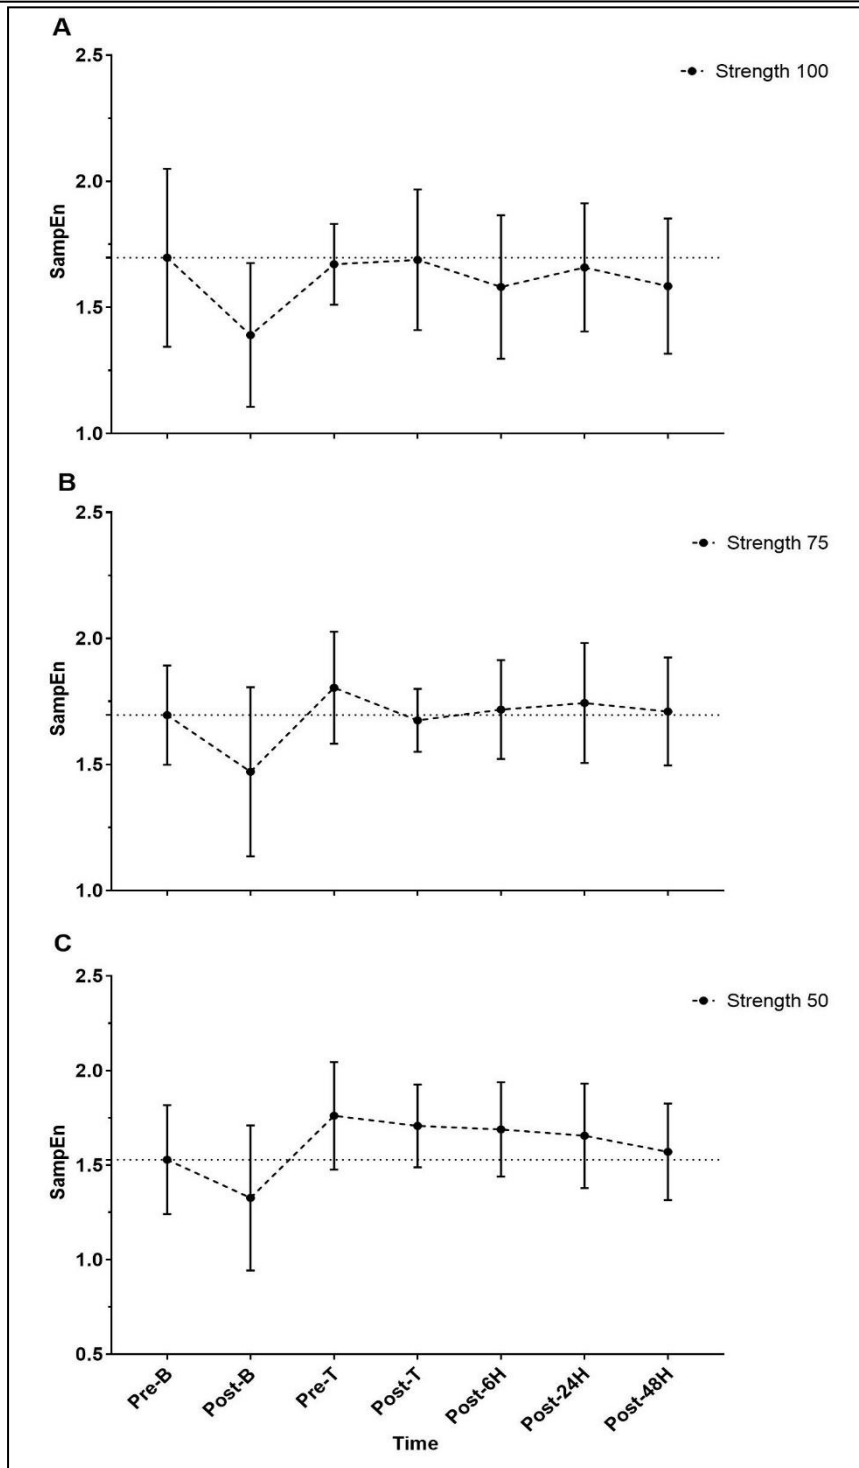 A
2.5
Strength 100
2.0
SampEn
1.5
1.0
B
2.5
Strength 75
2.0
SampEn
1.5
1.0
C
2.5
Strength 50
2.0
SampEn
1.5
1.0
0.5
Pre-B Post-B Pre-T Post-T Post-6H Post-24H Post-48H
Time